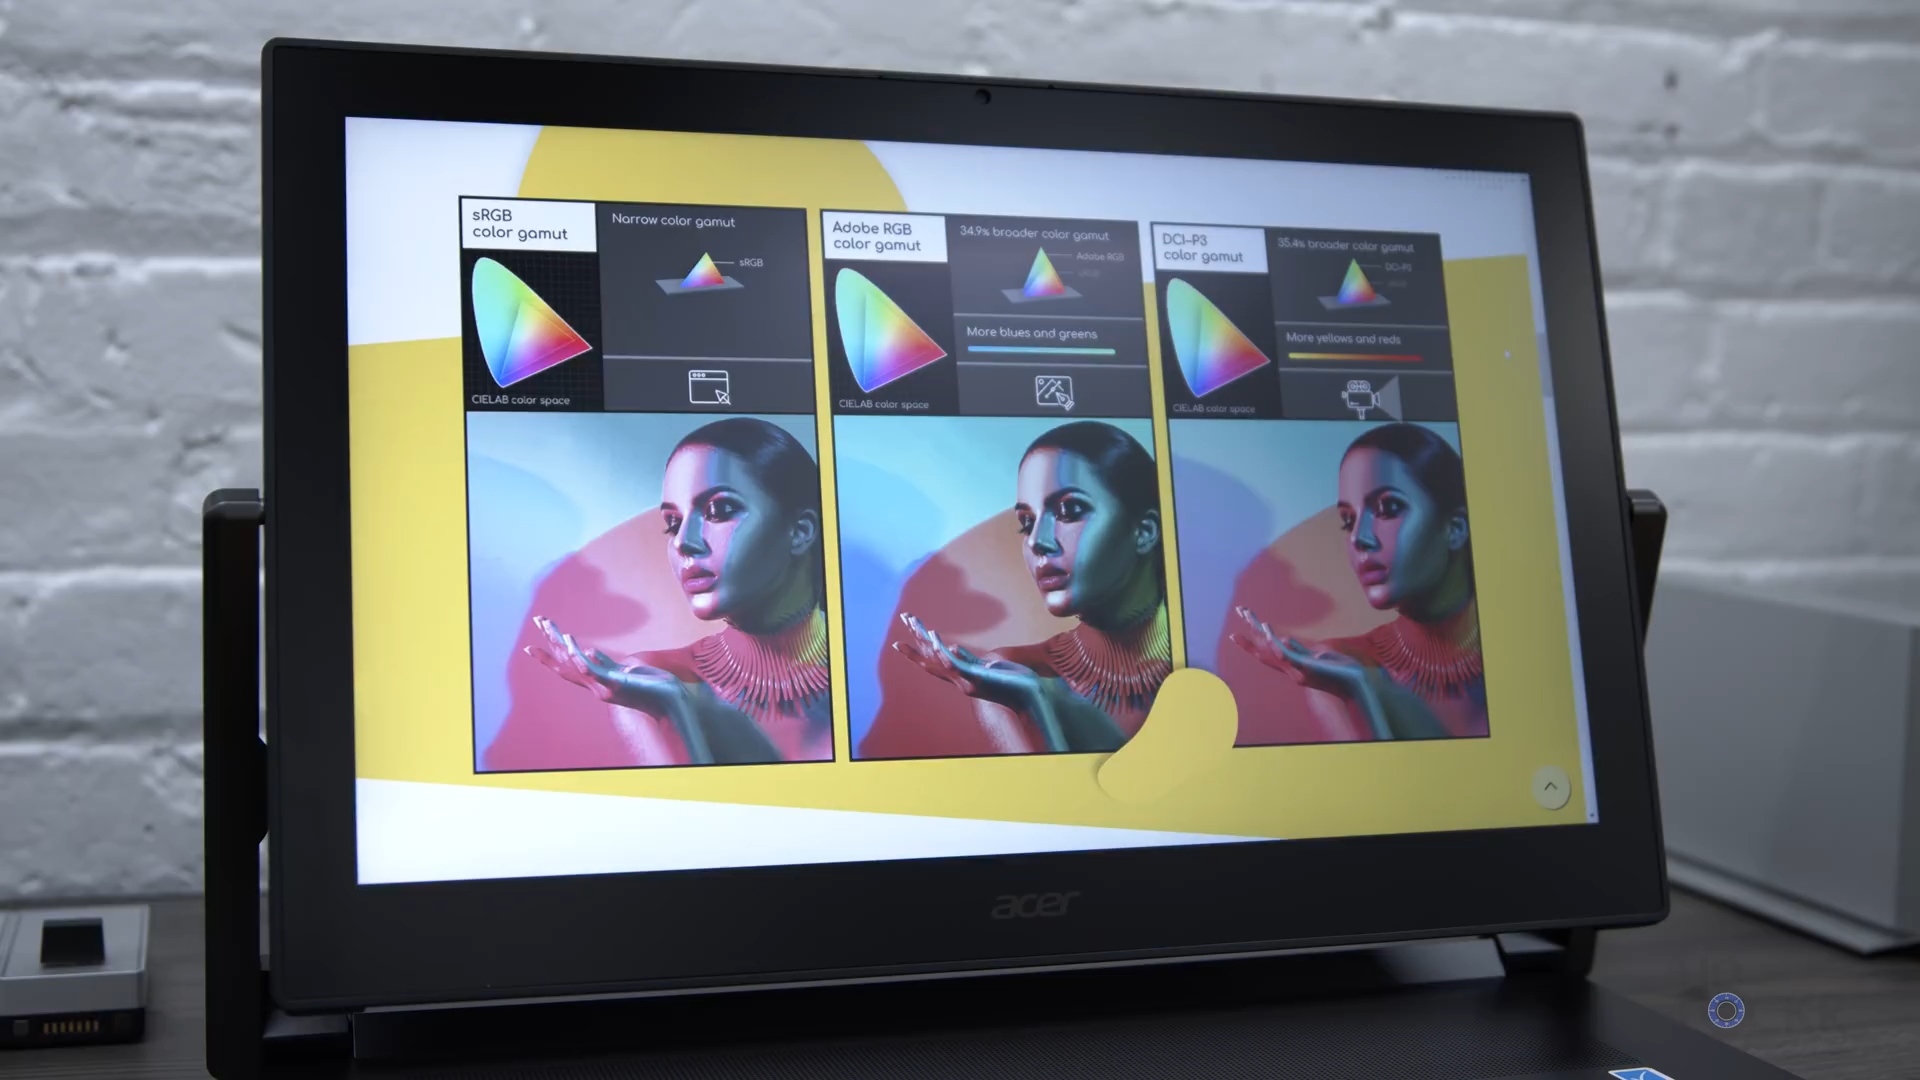 sRGB
color gamut
Narrow color gamut
sRGB
CIELAB color space
Adobe RGB
color gamut
34.9% broader color gamut
Adobe RGB
sRGB
More blues and greens
CIELAB color space
DCI-P3
color gamut
35.4% broader color gamut
DCI-P3
More yellows and reds
CIELAB color space
acer